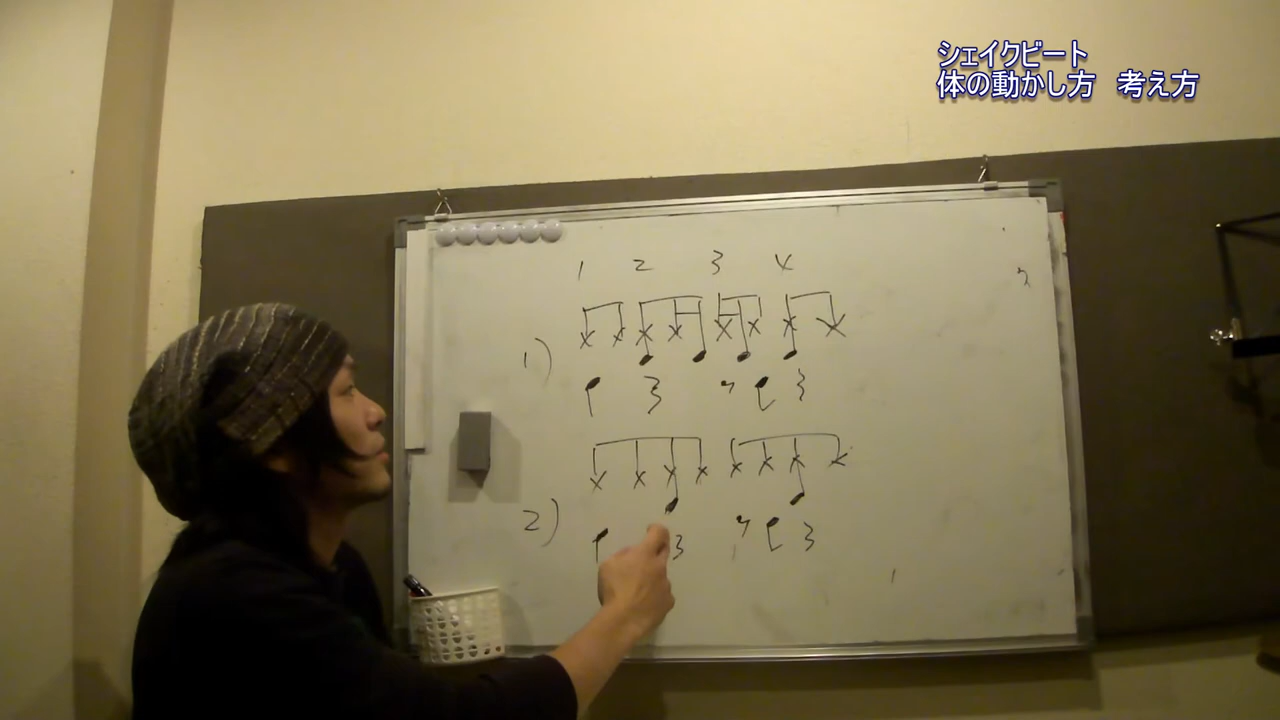 シェイクビート
体の動かし方 考え方
1 2 3 4
1)
2)